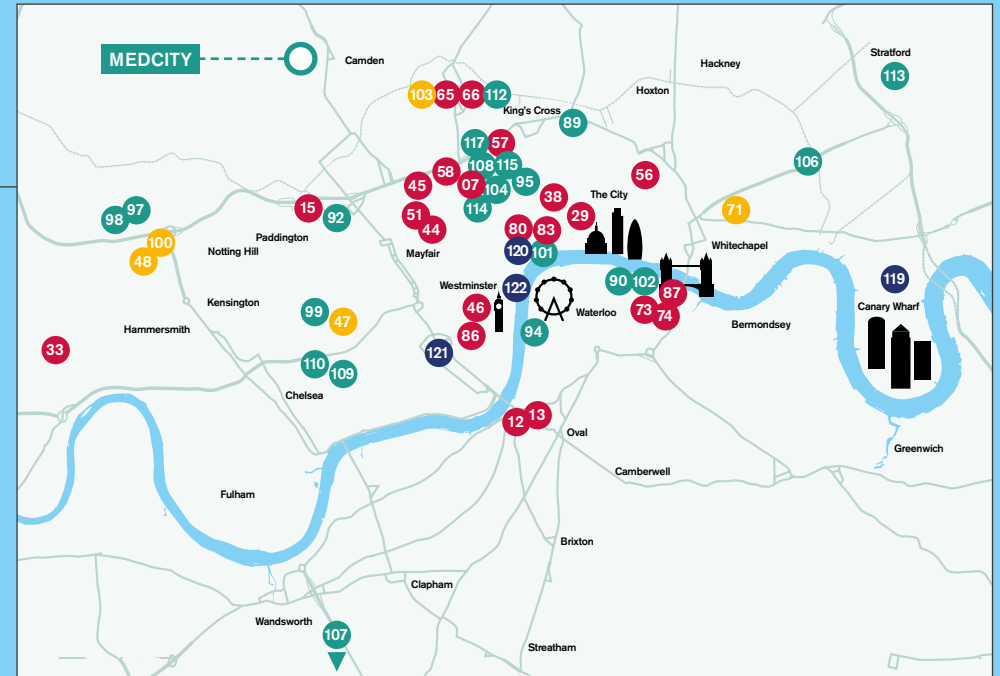 MEDCITY
Camden
Hackney
Stratford
113
Hoxton
103
65
66
112
King's Cross
89
117
57
106
108
115
58
07
104
95
45
56
114
38
The City
29
51
44
Mayfair
80
83
71
98
97
15
92
Paddington
100
48
Notting Hill
120
101
Whitechapel
Westminster
122
90
102
87
119
Canary Wharf
Kensington
99
47
46
86
Waterloo
73
74
94
Bermondsey
Hammersmith
33
121
110
109
Chelsea
12
13
Oval
Greenwich
Camberwell
Fulham
Brixton
Clapham
Wandsworth
107
Streatham